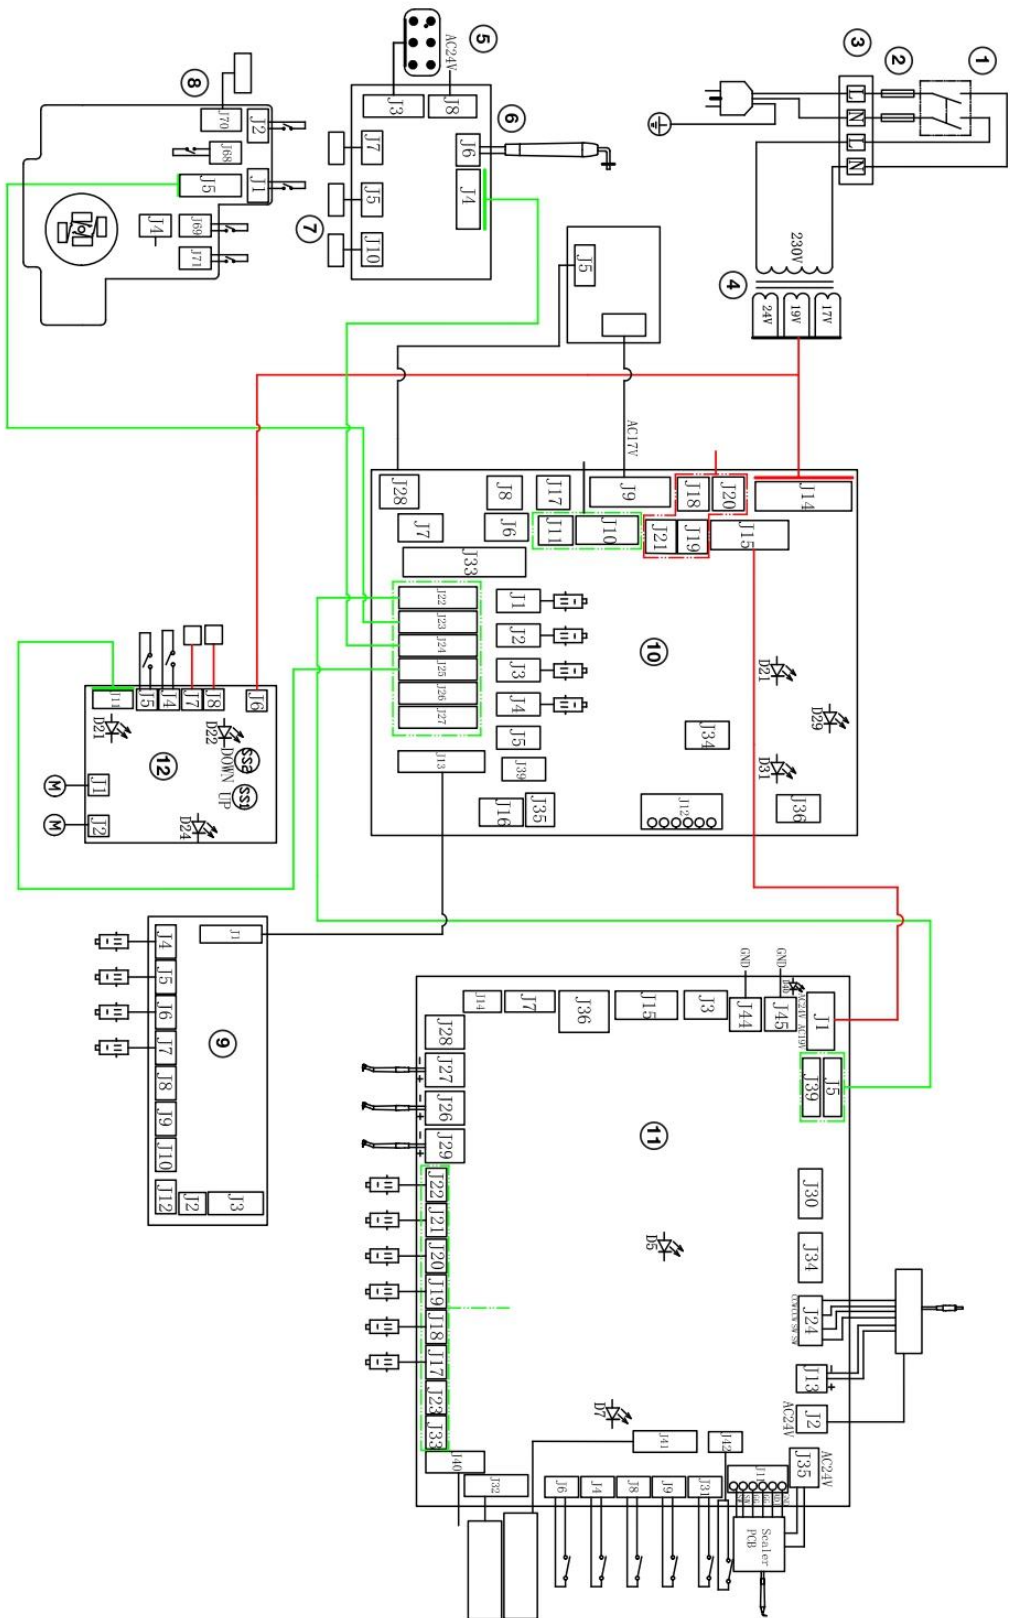 1
2
3
L
N
L
N
230V
4
24V
19V
17V
5
AC24V
J3
J8
6
J6
J4
J7
J5
J10
7
8
J70
J2
J68
J5
J1
J4
J69
J71
J5
AC17V
J28
J8
J17
J9
J18
J20
J14
J7
J6
J11
J10
J21
J19
J15
J33
J22
J23
J24
J25
J26
J27
J1
J2
J3
J4
J5
10
D21
D29
D31
J34
J13
J39
J16
J35
J12
J36
J11
J5
J4
J7
J8
J6
D21
D22
12
DOWN
UP
SS2
SS1
M
J1
M
J2
D24
J1
J4
J5
J6
J7
J8
J9
J10
J12
J2
J3
9
GND
GND
D40
AC24V
AC19V
J14
J7
J36
J15
J3
J44
J45
J1
J28
J27
J26
J29
- +
- +
- +
J39
J5
11
J22
J21
J20
J19
J18
J17
J23
J33
D5
J30
J34
J24
CCW CCW SW SW
J13
- +
D7
J2
AC24V
J40
J32
J41
J42
J35
AC24V
J11
J6
J4
J8
J9
J31
Scaler
PCB